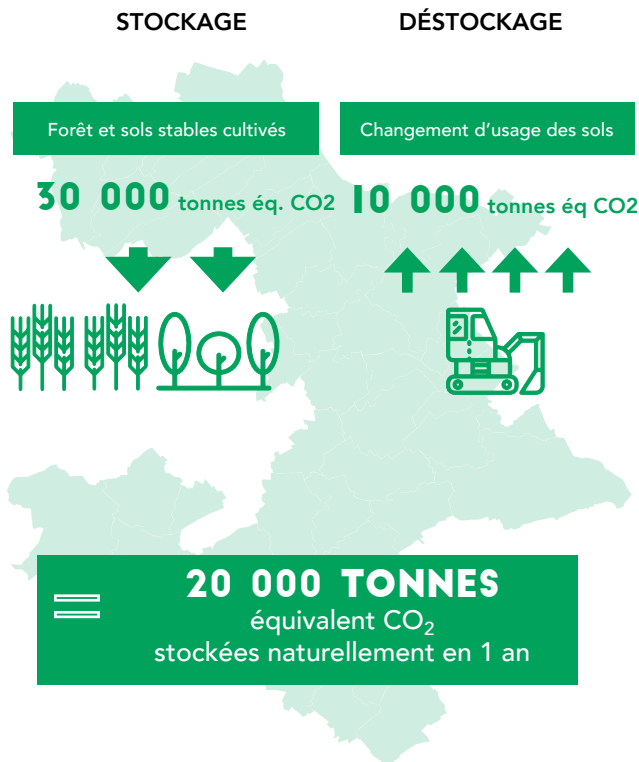 STOCKAGE
DÉSTOCKAGE
Forêt et sols stables cultivés
Changement d'usage des sols
30 000 tonnes éq. CO2
10 000 tonnes éq CO2
= 20 000 TONNES
équivalent CO₂
stockées naturellement en 1 an